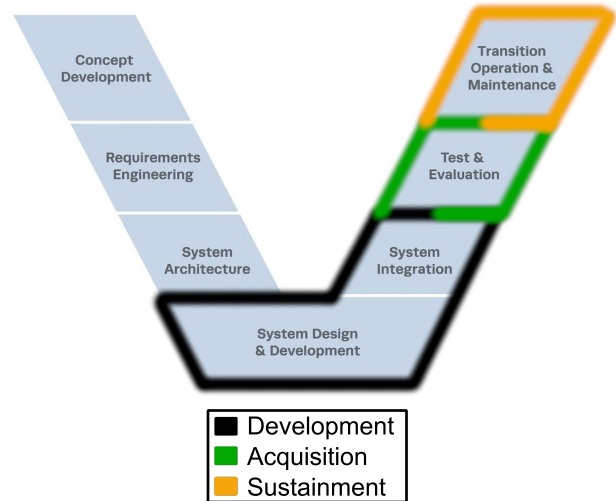 Concept
Development
Requirements
Engineering
System
Architecture
System Design
& Development
System
Integration
Test &
Evaluation
Transition
Operation &
Maintenance
Development
Acquisition
Sustainment